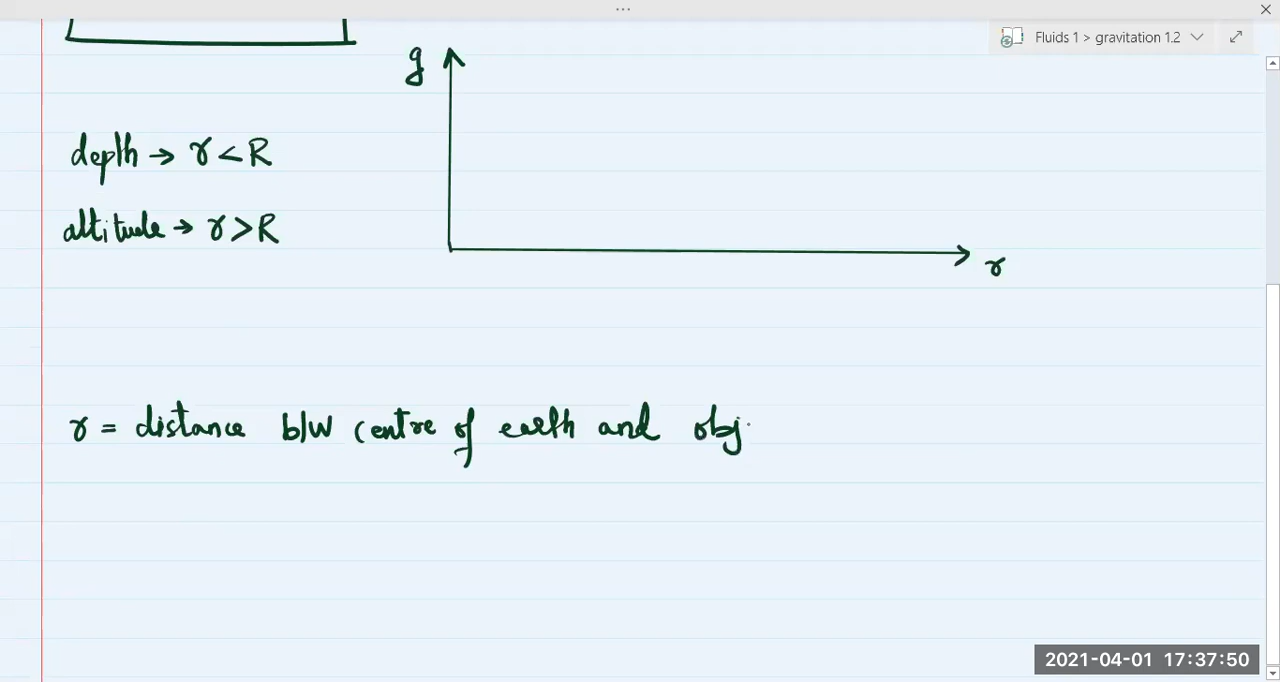 Fluids 1 > gravitation 1.2
g
depth → r < R
altitude → r > R
r
r = distance b/w centre of earth and obj.
2021-04-01 17:37:50